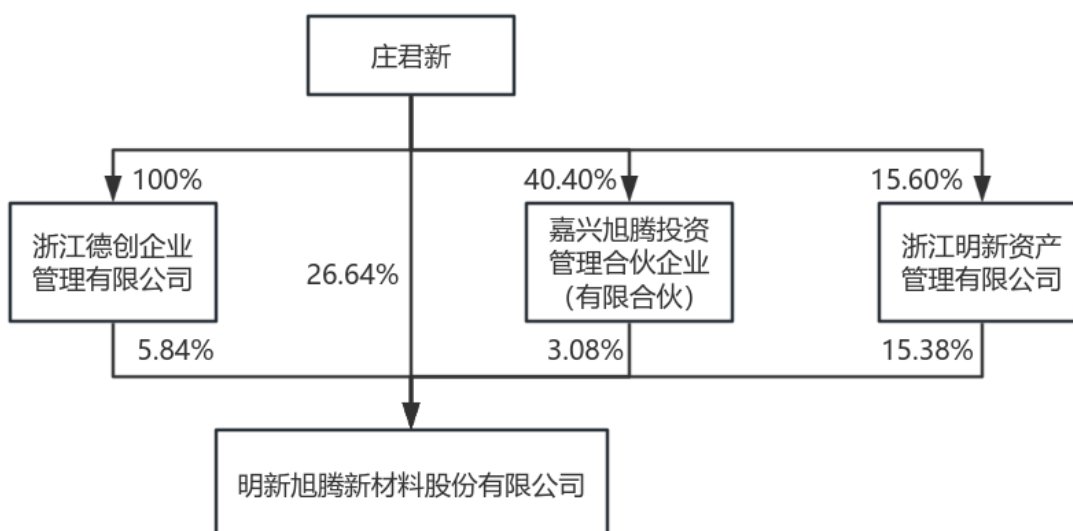 庄君新
100%
40.40%
15.60%
浙江德创企业
管理有限公司
26.64%
嘉兴旭腾投资
管理合伙企业
（有限合伙）
浙江明新资产
管理有限公司
5.84%
3.08%
15.38%
明新旭腾新材料股份有限公司